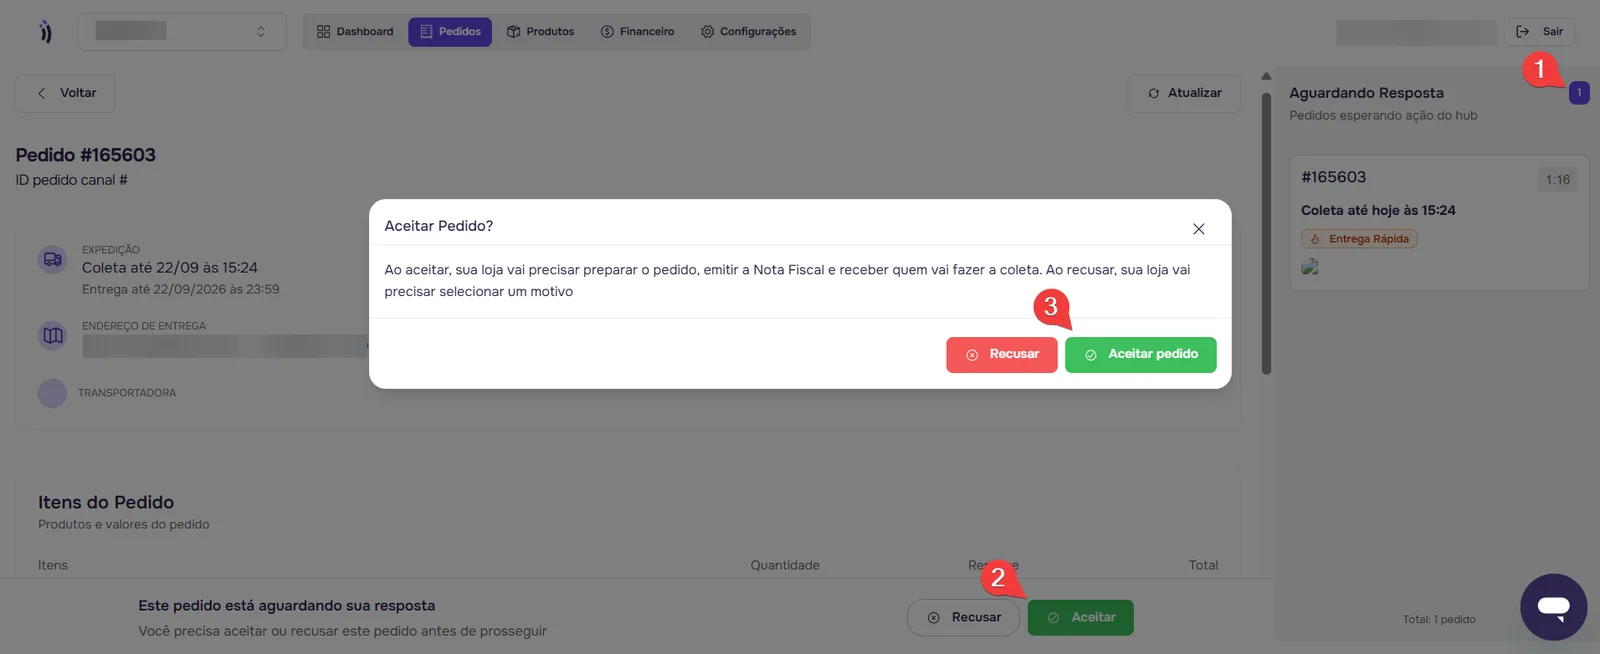 Dashboard
Pedidos
Produtos
Financeiro
Configurações
Sair
Voltar
Atualizar
Pedido #165603
ID pedido canal #
EXPEDIÇÃO
Coleta até 22/09 às 15:24
Entrega até 22/09/2026 às 23:59
ENDEREÇO DE ENTREGA
TRANSPORTADORA
Aceitar Pedido?
Ao aceitar, sua loja vai precisar preparar o pedido, emitir a Nota Fiscal e receber quem vai fazer a coleta. Ao recusar, sua loja vai
precisar selecionar um motivo
3
Recusar
Aceitar pedido
Itens do Pedido
Produtos e valores do pedido
Itens
Quantidade
Total
2
Este pedido está aguardando sua resposta
Você precisa aceitar ou recusar este pedido antes de prosseguir
Recusar
Aceitar
1
Aguardando Resposta
1
Pedidos esperando ação do hub
#165603
1:16
Coleta até hoje às 15:24
Entrega Rápida
Total: 1 pedido